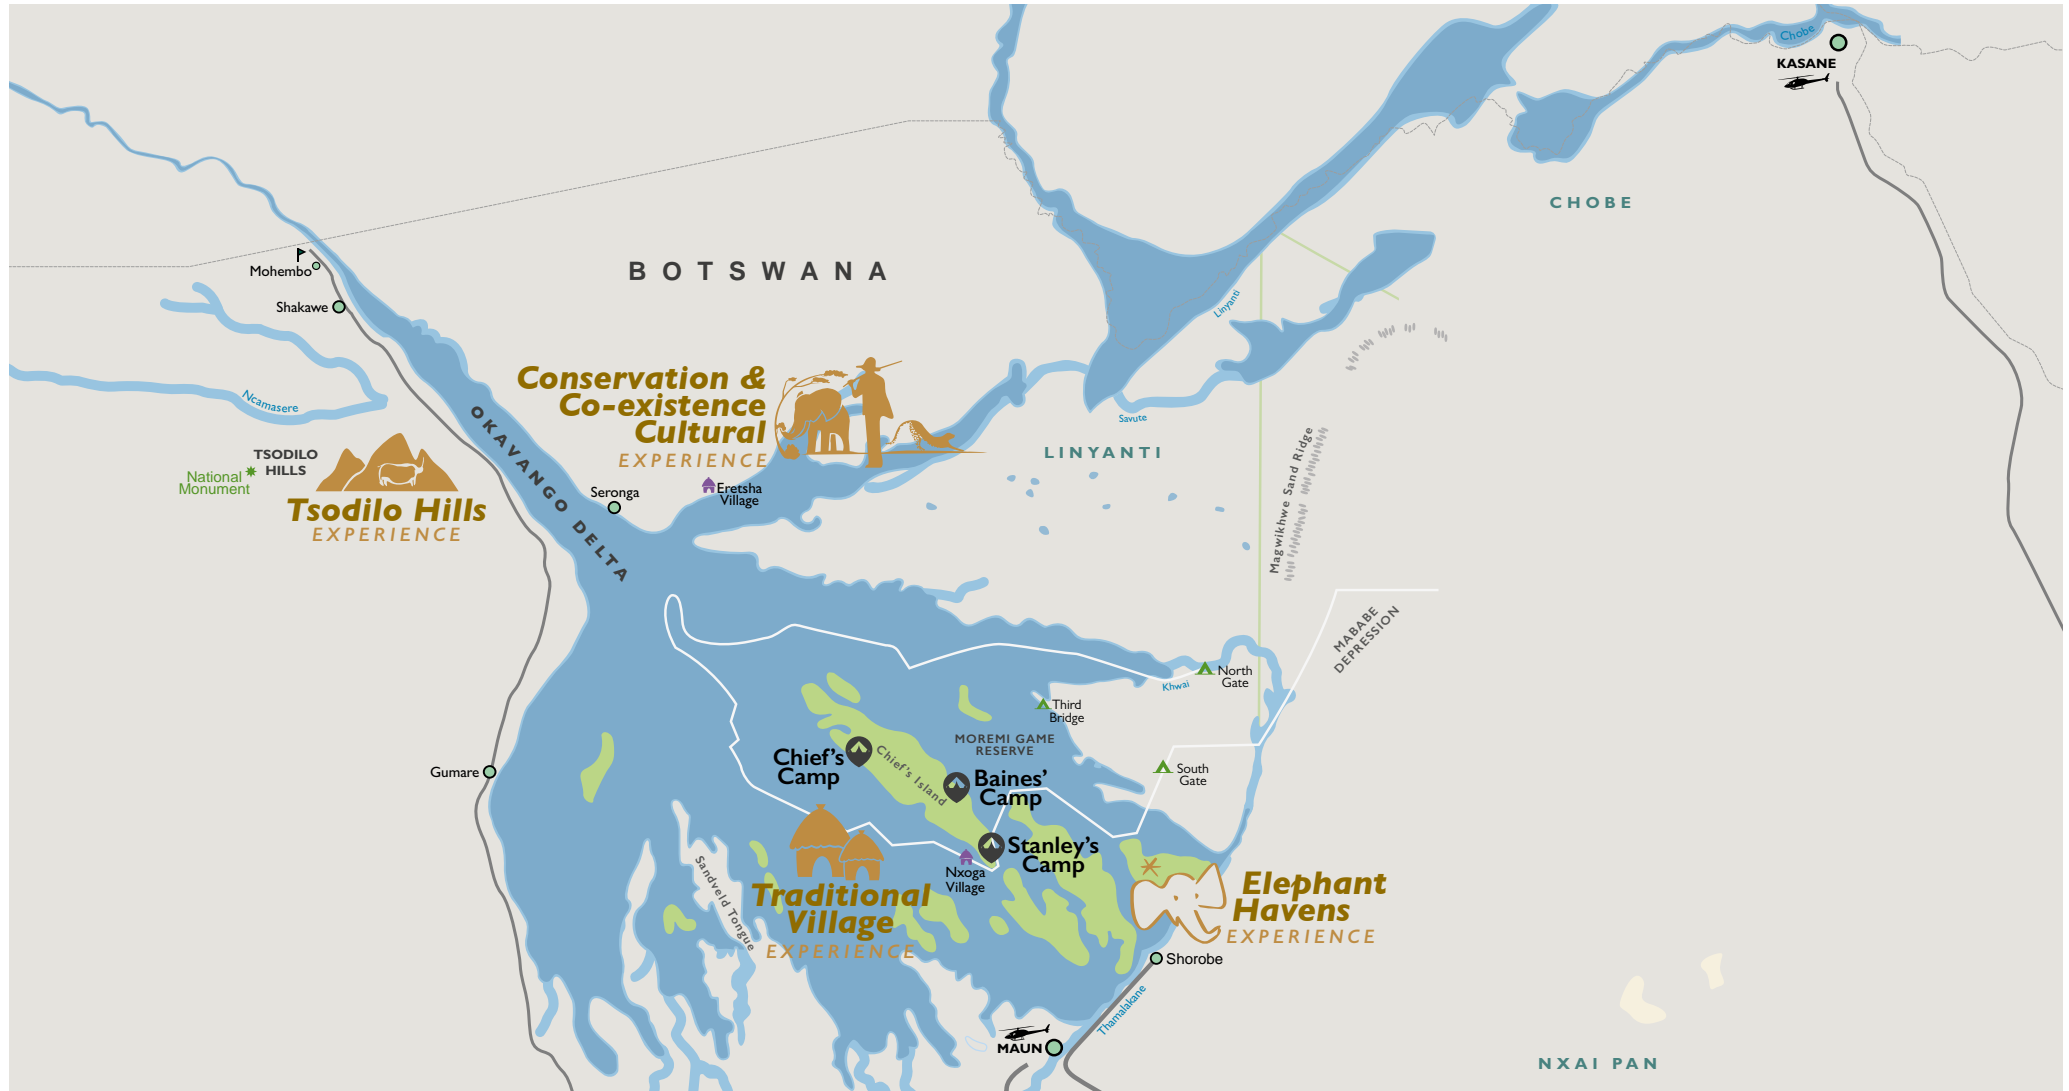 Chobe
KASANE
CHOBE
BOTSWANA
Mohembo
Shakawe
Linyanti
Ncamasere
Conservation &
Co-existence
Cultural
EXPERIENCE
Savute
LINYANTI
TSODILO
HILLS
National
Monument
Tsodilo Hills
EXPERIENCE
OKAVANGO DELTA
Seronga
Eretsha
Village
Magwikhwe Sand Ridge
MABABE
DEPRESSION
North
Gate
Khwai
Third
Bridge
MOREMI GAME
RESERVE
Chief's
Camp
Chief's Island
Baines'
Camp
South
Gate
Gumare
Stanley's
Camp
Nxoga
Village
Sandveld Tongue
Traditional
Village
EXPERIENCE
Elephant
Havens
EXPERIENCE
Shorobe
Thamalakane
MAUN
NXAI PAN